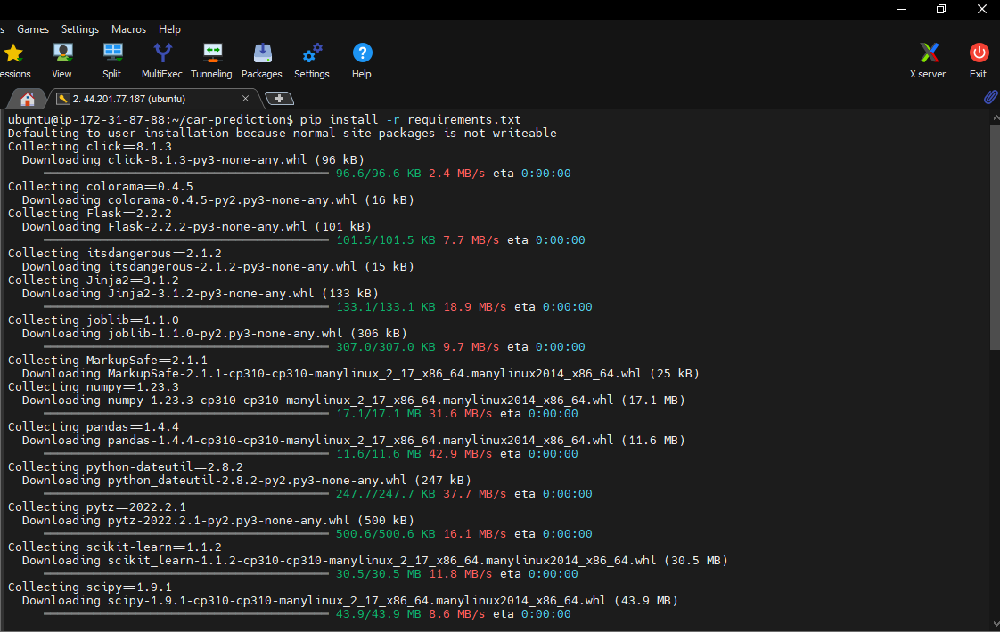 s Games Settings Macros Help
essions View Split MultiExec Tunneling Packages Settings Help X server Exit
2. 44.201.77.187 (ubuntu)
ubuntu@ip-172-31-87-88:~/car-prediction$ pip install -r requirements.txt
Defaulting to user installation because normal site-packages is not writeable
Collecting click==8.1.3
Downloading click-8.1.3-py3-none-any.whl (96 kB)
96.6/96.6 KB 2.4 MB/s eta 0:00:00
Collecting colorama==0.4.5
Downloading colorama-0.4.5-py2.py3-none-any.whl (16 kB)
Collecting Flask==2.2.2
Downloading Flask-2.2.2-py3-none-any.whl (101 kB)
101.5/101.5 KB 7.7 MB/s eta 0:00:00
Collecting itsdangerous==2.1.2
Downloading itsdangerous-2.1.2-py3-none-any.whl (15 kB)
Collecting Jinja2==3.1.2
Downloading Jinja2-3.1.2-py3-none-any.whl (133 kB)
133.1/133.1 KB 18.9 MB/s eta 0:00:00
Collecting joblib==1.1.0
Downloading joblib-1.1.0-py2.py3-none-any.whl (306 kB)
307.0/307.0 KB 9.7 MB/s eta 0:00:00
Collecting MarkupSafe==2.1.1
Downloading MarkupSafe-2.1.1-cp310-cp310-manylinux_2_17_x86_64.manylinux2014_x86_64.whl (25 kB)
Collecting numpy==1.23.3
Downloading numpy-1.23.3-cp310-cp310-manylinux_2_17_x86_64.manylinux2014_x86_64.whl (17.1 MB)
17.1/17.1 MB 31.6 MB/s eta 0:00:00
Collecting pandas==1.4.4
Downloading pandas-1.4.4-cp310-cp310-manylinux_2_17_x86_64.manylinux2014_x86_64.whl (11.6 MB)
11.6/11.6 MB 42.9 MB/s eta 0:00:00
Collecting python-dateutil==2.8.2
Downloading python_dateutil-2.8.2-py2.py3-none-any.whl (247 kB)
247.7/247.7 KB 37.7 MB/s eta 0:00:00
Collecting pytz==2022.2.1
Downloading pytz-2022.2.1-py2.py3-none-any.whl (500 kB)
500.6/500.6 KB 16.1 MB/s eta 0:00:00
Collecting scikit-learn==1.1.2
Downloading scikit_learn-1.1.2-cp310-cp310-manylinux_2_17_x86_64.manylinux2014_x86_64.whl (30.5 MB)
30.5/30.5 MB 11.8 MB/s eta 0:00:00
Collecting scipy==1.9.1
Downloading scipy-1.9.1-cp310-cp310-manylinux_2_17_x86_64.manylinux2014_x86_64.whl (43.9 MB)
43.9/43.9 MB 8.6 MB/s eta 0:00:00